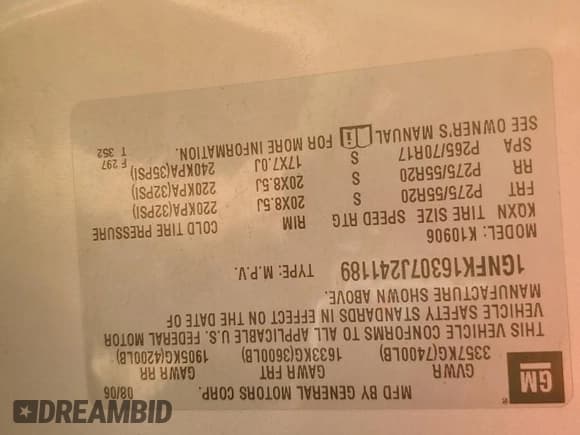 GM
MFD BY GENERAL MOTORS CORP. 08/06
GVWR GAWR FRT GAWR RR
3357KG(7400LB) 1633KG(3600LB) 1905KG(4200LB)
THIS VEHICLE CONFORMS TO ALL APPLICABLE U.S. FEDERAL MOTOR
VEHICLE SAFETY STANDARDS IN EFFECT ON THE DATE OF
MANUFACTURE SHOWN ABOVE.
1GNFK16307J241189 TYPE: M.P.V.
MODEL: K10906
KQXN TIRE SIZE SPEED RTG RIM COLD TIRE PRESSURE
FRT P275/55R20 S 20X8.5J 220KPA(32PSI)
RR P275/55R20 S 20X8.5J 220KPA(32PSI)
SPA P265/70R17 S 17X7.0J 240KPA(35PSI)
SEE OWNER'S MANUAL FOR MORE INFORMATION.
F 297
T 352
DREAMBID